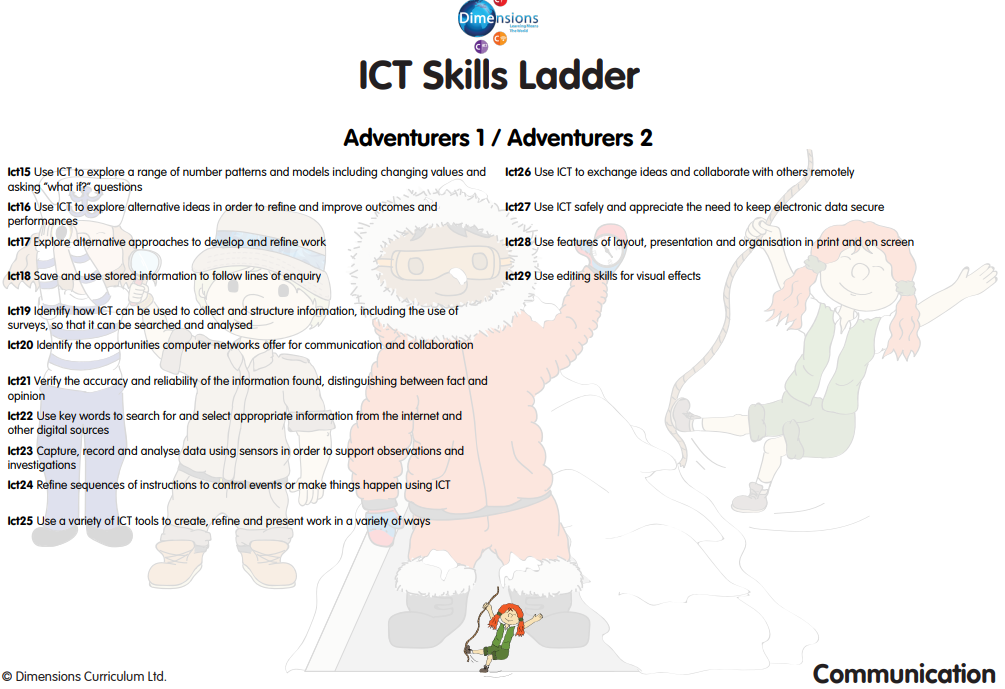 Dimensions
ICT Skills Ladder
Adventurers 1 / Adventurers 2
Ict15 Use ICT to explore a range of number patterns and models including changing values and
asking "what if?" questions
Ict16 Use ICT to explore alternative ideas in order to refine and improve outcomes and
performances
Ict17 Explore alternative approaches to develop and refine work
Ict18 Save and use stored information to follow lines of enquiry
Ict19 Identify how ICT can be used to collect and structure information, including the use of
surveys, so that it can be searched and analysed
Ict20 Identify the opportunities computer networks offer for communication and collaboration
Ict21 Verify the accuracy and reliability of the information found, distinguishing between fact and
opinion
Ict22 Use key words to search for and select appropriate information from the internet and
other digital sources
Ict23 Capture, record and analyse data using sensors in order to support observations and
investigations
Ict24 Refine sequences of instructions to control events or make things happen using ICT
Ict25 Use a variety of ICT tools to create, refine and present work in a variety of ways
Ict26 Use ICT to exchange ideas and collaborate with others remotely
Ict27 Use ICT safely and appreciate the need to keep electronic data secure
Ict28 Use features of layout, presentation and organisation in print and on screen
Ict29 Use editing skills for visual effects
© Dimensions Curriculum Ltd.
Communication